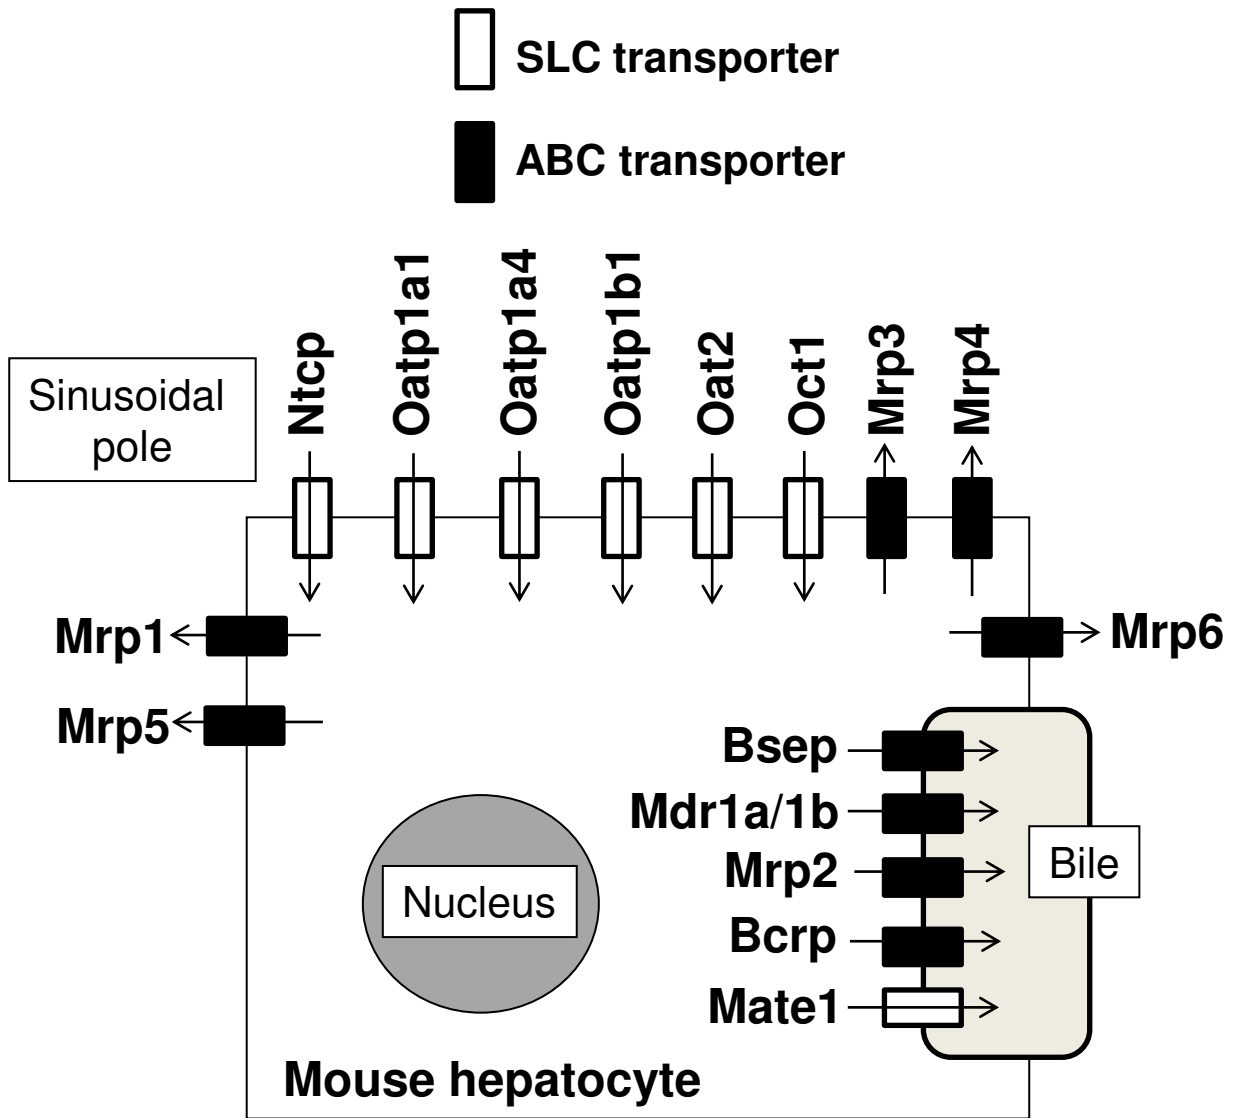 SLC transporter
ABC transporter
Sinusoidal
pole
Ntcp
Oatp1a1
Oatp1a4
Oatp1b1
Oat2
Oct1
Mrp3
Mrp4
Mrp1
Mrp6
Mrp5
Bsep
Mdr1a/1b
Mrp2
Bile
Nucleus
Bcrp
Mate1
Mouse hepatocyte